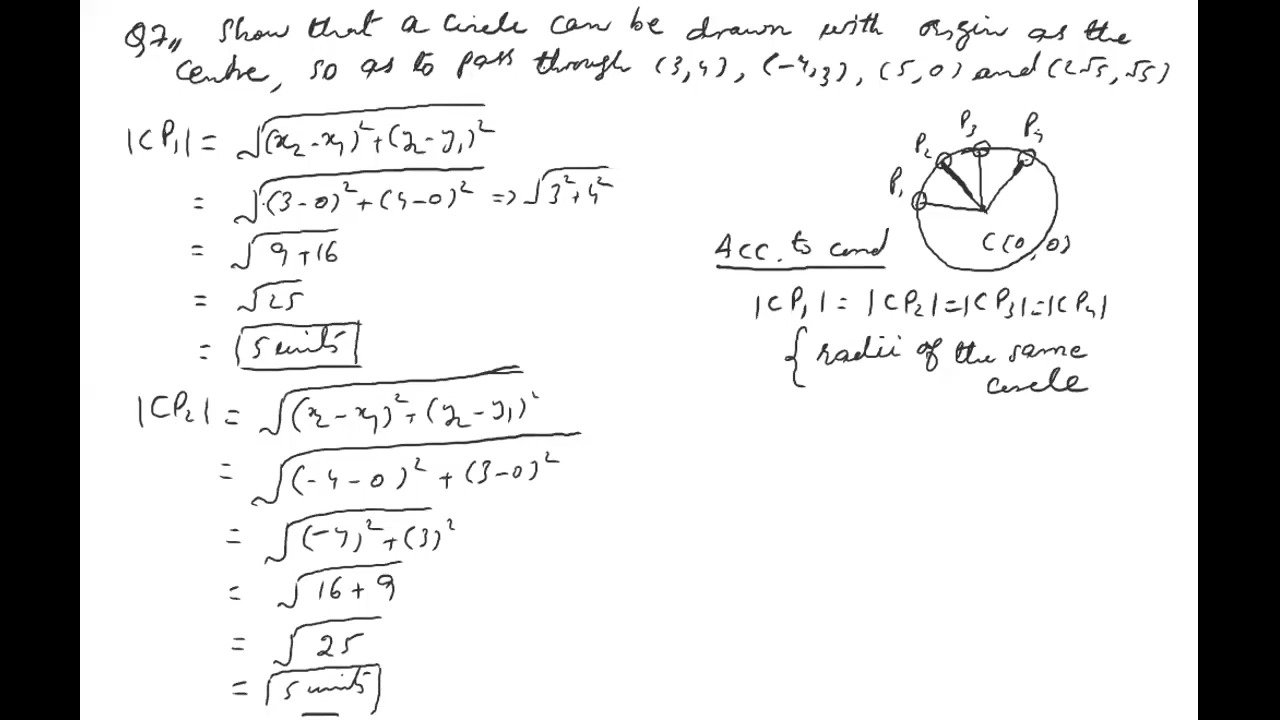 Q7,, Show that a circle can be drawn with origin as the
centre, so as to pass through (3,4), (-4,3), (5,0) and (2√5, √5)
|CP₁| = √(x₂-x₁)²+(y₂-y₁)²
= √(3-0)²+(4-0)² => √3²+4²
= √9+16
= √25
= 5 units
|CP₂| = √(x₂-x₁)²+(y₂-y₁)²
= √(-4-0)²+(3-0)²
= √(-4)²+(3)²
= √16+9
= √25
= 5 units
P₁
P₂
P₃
P₄
C(0,0)
Acc. to cond
|CP₁| = |CP₂|=|CP₃|=|CP₄|
{radii of the same
circle